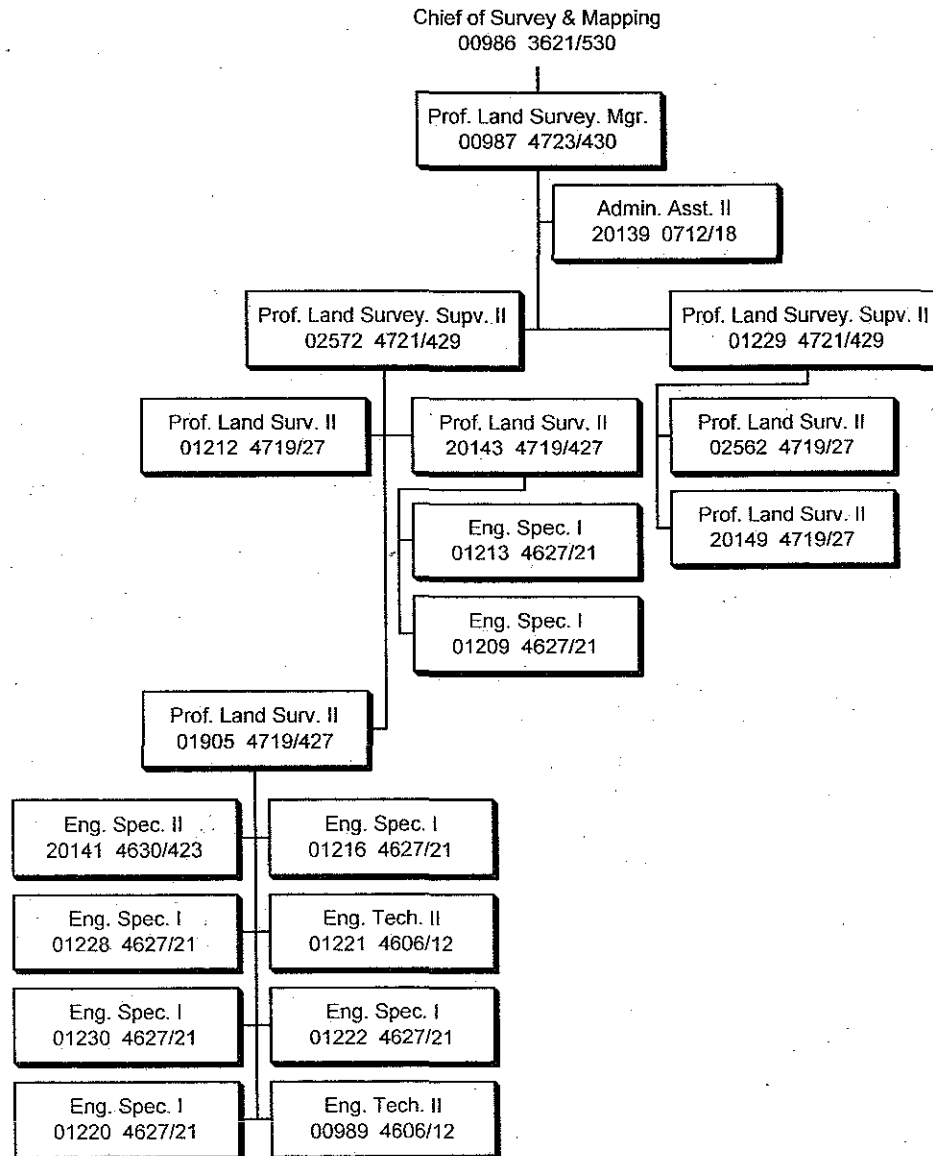 Chief of Survey & Mapping
00986 3621/530
Prof. Land Survey. Mgr.
00987 4723/430
Admin. Asst. II
20139 0712/18
Prof. Land Survey. Supv. II
02572 4721/429
Prof. Land Survey. Supv. II
01229 4721/429
Prof. Land Surv. II
01212 4719/27
Prof. Land Surv. II
20143 4719/427
Prof. Land Surv. II
02562 4719/27
Eng. Spec. I
01213 4627/21
Prof. Land Surv. II
20149 4719/27
Eng. Spec. I
01209 4627/21
Prof. Land Surv. II
01905 4719/427
Eng. Spec. II
20141 4630/423
Eng. Spec. I
01216 4627/21
Eng. Spec. I
01228 4627/21
Eng. Tech. II
01221 4606/12
Eng. Spec. I
01230 4627/21
Eng. Spec. I
01222 4627/21
Eng. Spec. I
01220 4627/21
Eng. Tech. II
00989 4606/12